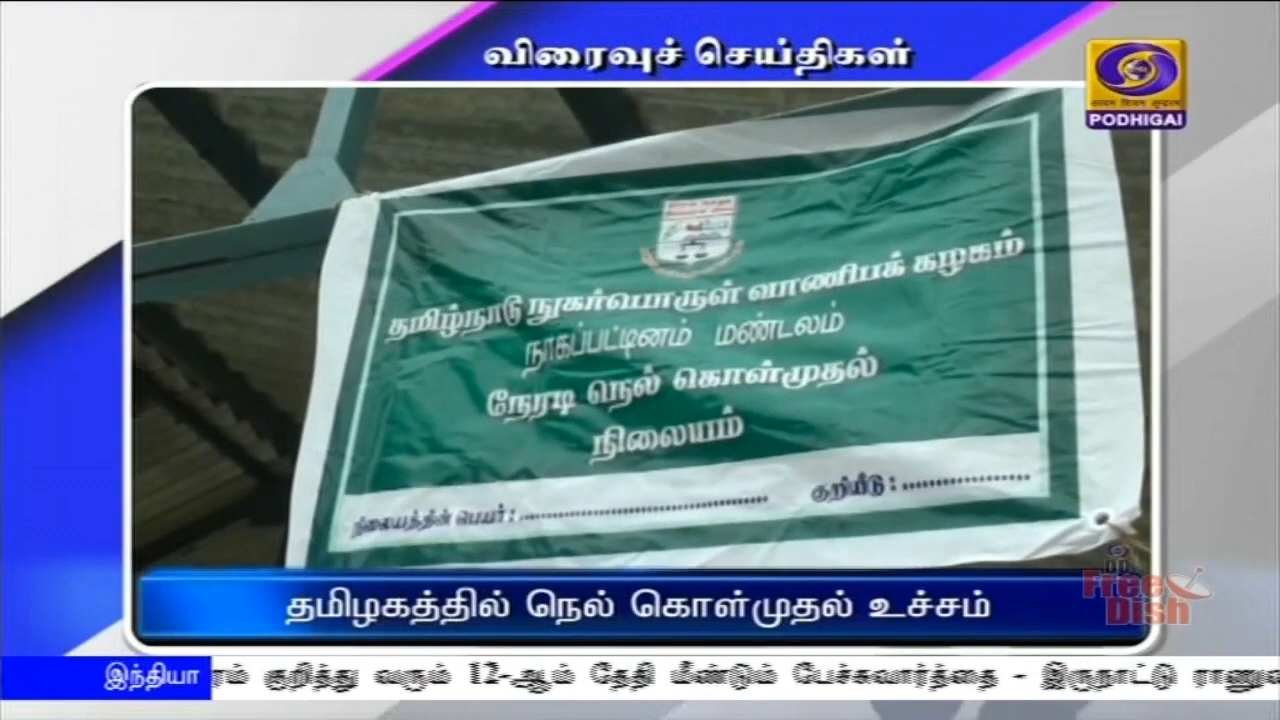 விரைவுச் செய்திகள்
PODHIGAI
தமிழ்நாடு நுகர்பொருள் வாணிபக் கழகம்
நாகப்பட்டினம் மண்டலம்
நேரடி நெல் கொள்முதல்
நிலையம்
நிலையத்தின் பெயர் : ........................................ குறியீடு : ....................
தமிழகத்தில் நெல் கொள்முதல் உச்சம்
Free
Dish
இந்தியா ரம் குறித்து வரும் 12-ஆம் தேதி மீண்டும் பேச்சுவார்த்தை - இருநாட்டு ராணு